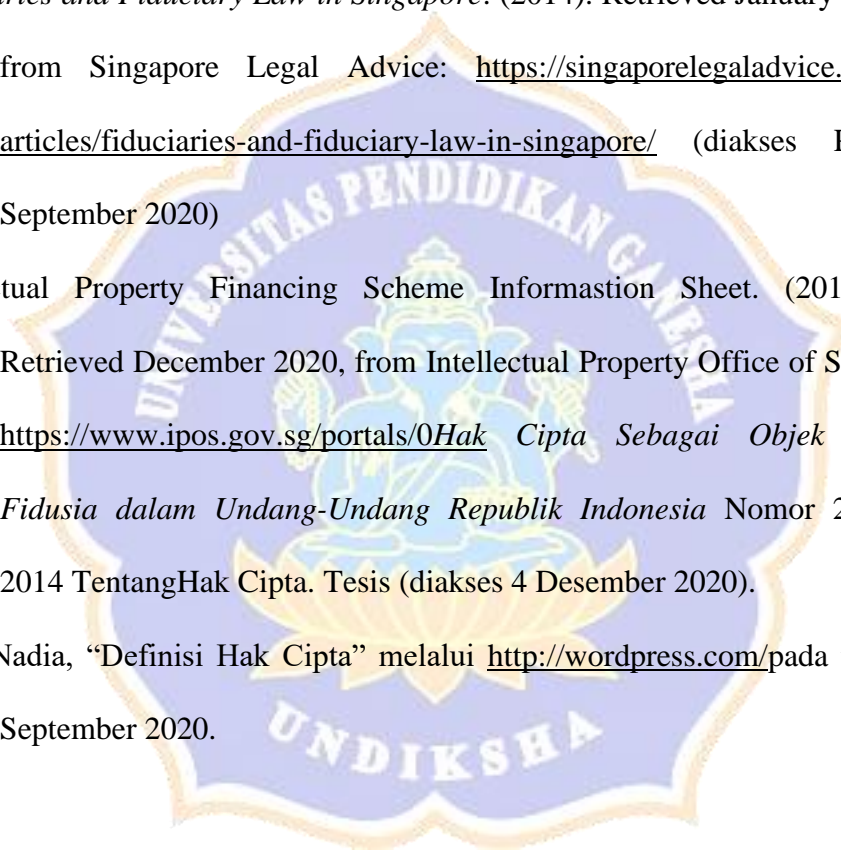 aries and Fiduciary Law in Singapore. (2014). Retrieved January
from Singapore Legal Advice: https://singaporelegaladvice.
articles/fiduciaries-and-fiduciary-law-in-singapore/ (diakses
September 2020)
tual Property Financing Scheme Informastion Sheet. (201
Retrieved December 2020, from Intellectual Property Office of S
https://www.ipos.gov.sg/portals/0Hak Cipta Sebagai Objek
Fidusia dalam Undang-Undang Republik Indonesia Nomor 2
2014 TentangHak Cipta. Tesis (diakses 4 Desember 2020).
Nadia, “Definisi Hak Cipta” melalui http://wordpress.com/pada
September 2020.
UNIVERSITAS PENDIDIKAN GANESHA
UNDIKSHA